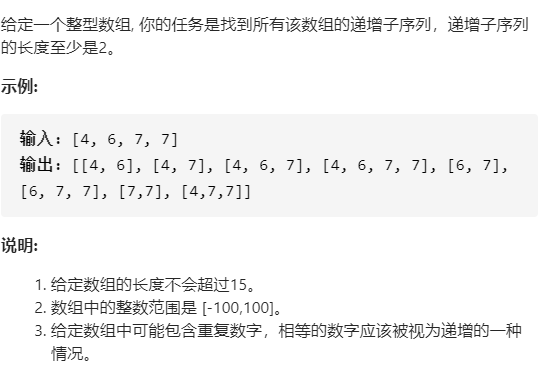 给定一个整型数组, 你的任务是找到所有该数组的递增子序列，递增子序列
的长度至少是2。
示例:
输入: [4, 6, 7, 7]
输出: [[4, 6], [4, 7], [4, 6, 7], [4, 6, 7, 7], [6, 7],
[6, 7, 7], [7,7], [4,7,7]]
说明:
1. 给定数组的长度不会超过15。
2. 数组中的整数范围是 [-100,100]。
3. 给定数组中可能包含重复数字，相等的数字应该被视为递增的一种
情况。